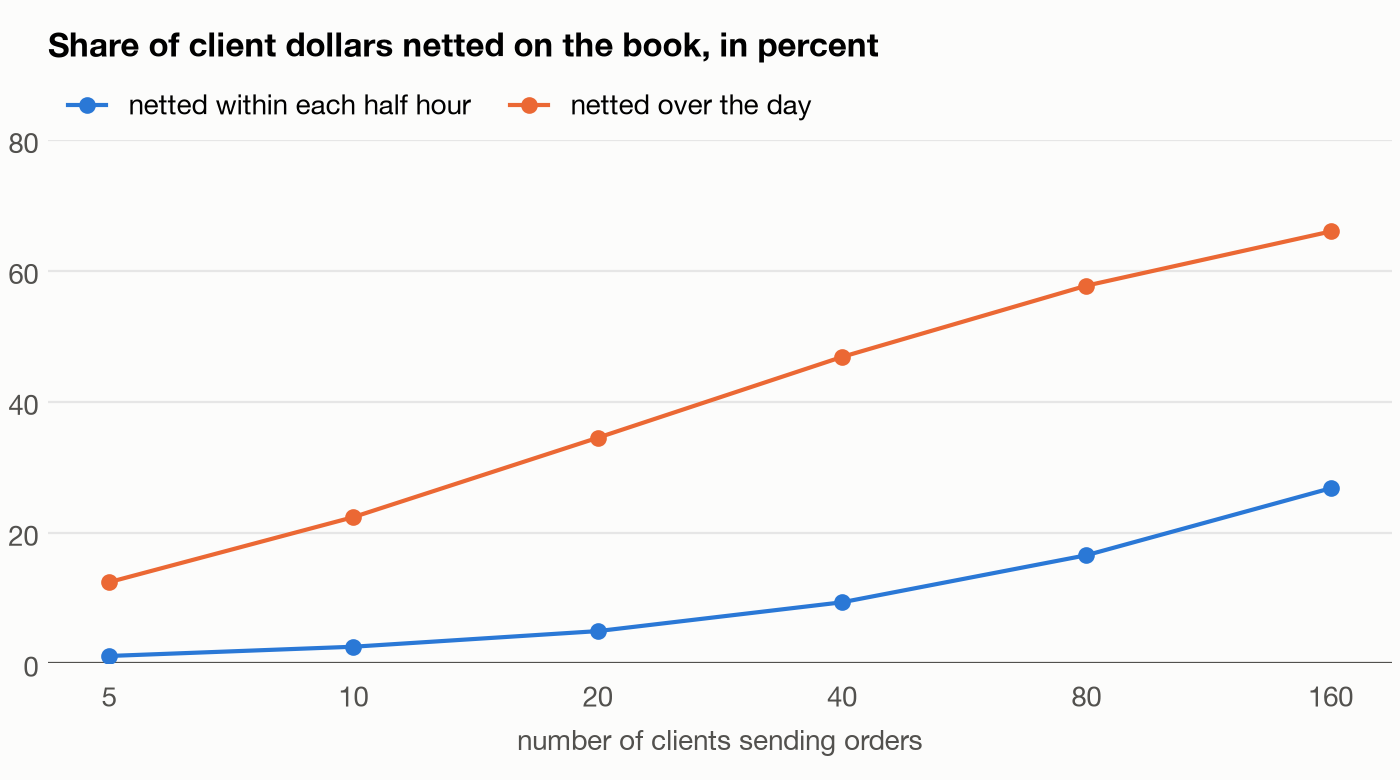 Share of client dollars netted on the book, in percent
netted within each half hour netted over the day
80
60
40
20
0
5 10 20 40 80 160
number of clients sending orders